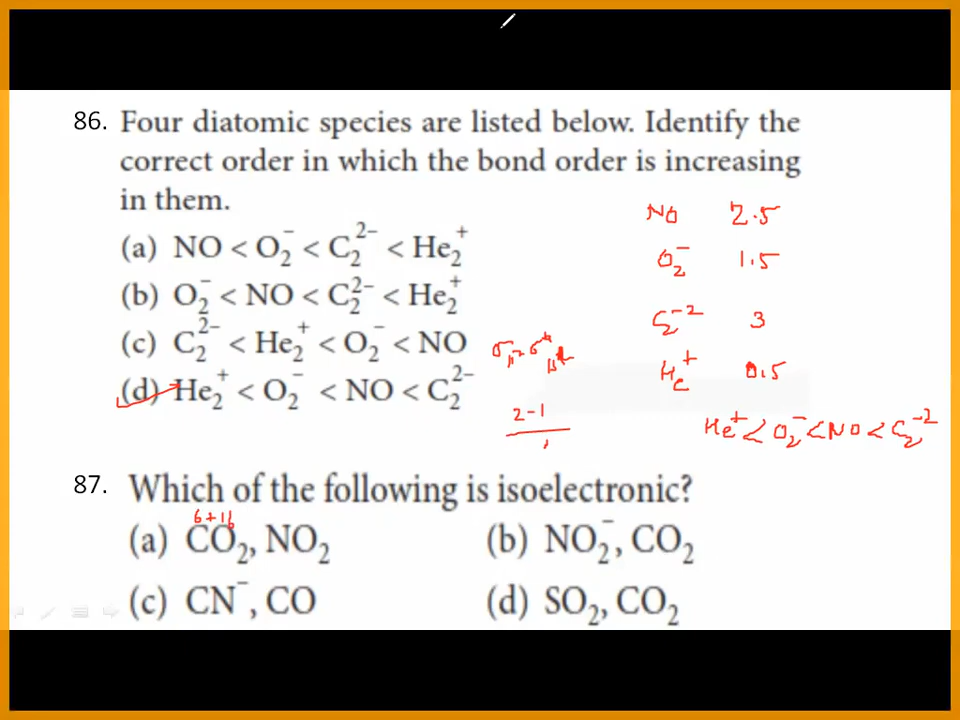 86. Four diatomic species are listed below. Identify the
correct order in which the bond order is increasing
in them.
(a) NO < O₂⁻ < C₂²⁻ < He₂⁺
(b) O₂⁻ < NO < C₂²⁻ < He₂⁺
(c) C₂²⁻ < He₂⁺ < O₂⁻ < NO
(d) He₂⁺ < O₂⁻ < NO < C₂²⁻
NO 2.5
O₂⁻ 1.5
C₂⁻² 3
He⁺ 0.5
2-1
He⁺ < O₂⁻ < NO < C₂⁻²
87. Which of the following is isoelectronic?
6+16
(a) CO₂, NO₂
(b) NO₂⁻, CO₂
(c) CN⁻, CO
(d) SO₂, CO₂